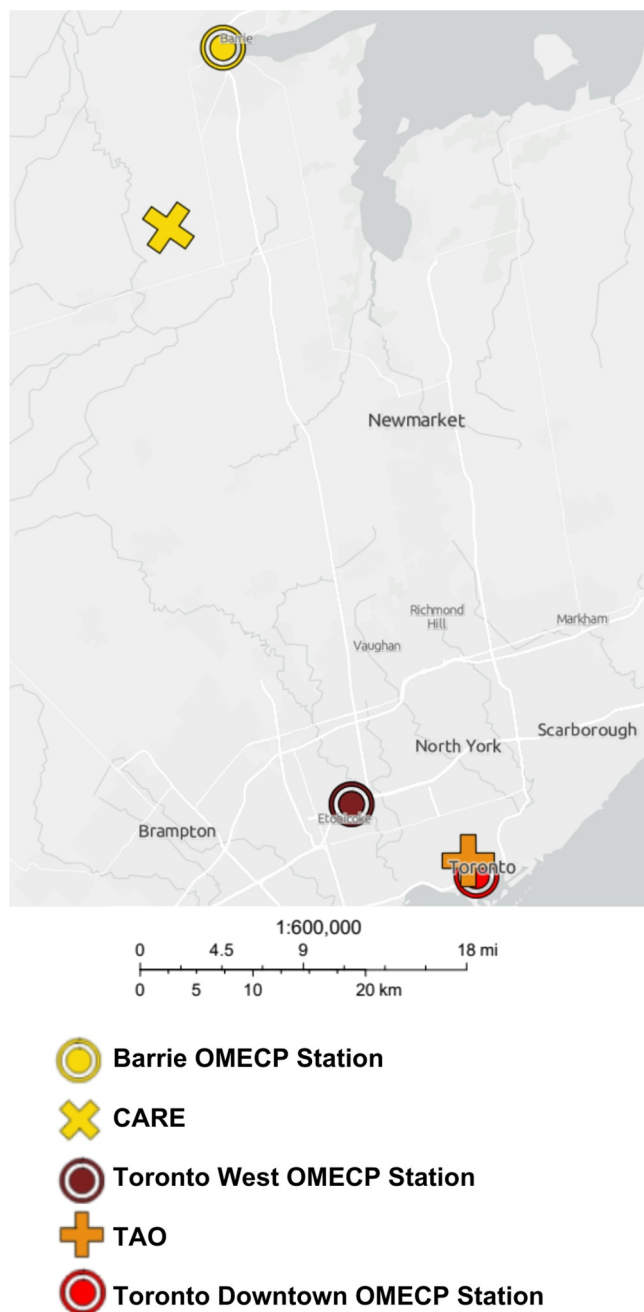 Barrie
Newmarket
Richmond
Hill
Markham
Vaughan
Scarborough
North York
Etobicoke
Brampton
Toronto
1:600,000
0 4.5 9 18 mi
0 5 10 20 km
Barrie OMECP Station
CARE
Toronto West OMECP Station
TAO
Toronto Downtown OMECP Station